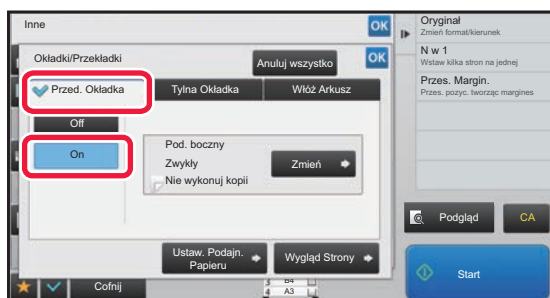 Inne
OK
Okładki/Przekładki
Anuluj wszystko
OK
Przed. Okładka
Tylna Okładka
Włóż Arkusz
Off
On
Pod. boczny
Zwykły
Nie wykonuj kopii
Zmień
Ustaw. Podajn.
Papieru
Wygląd Strony
Cofnij
3 B4
4 A3
Oryginał
Zmień format/kierunek
N w 1
Wstaw kilka stron na jednej
Przes. Margin.
Przes. pozyc. tworząc margines
Podgląd
CA
Start